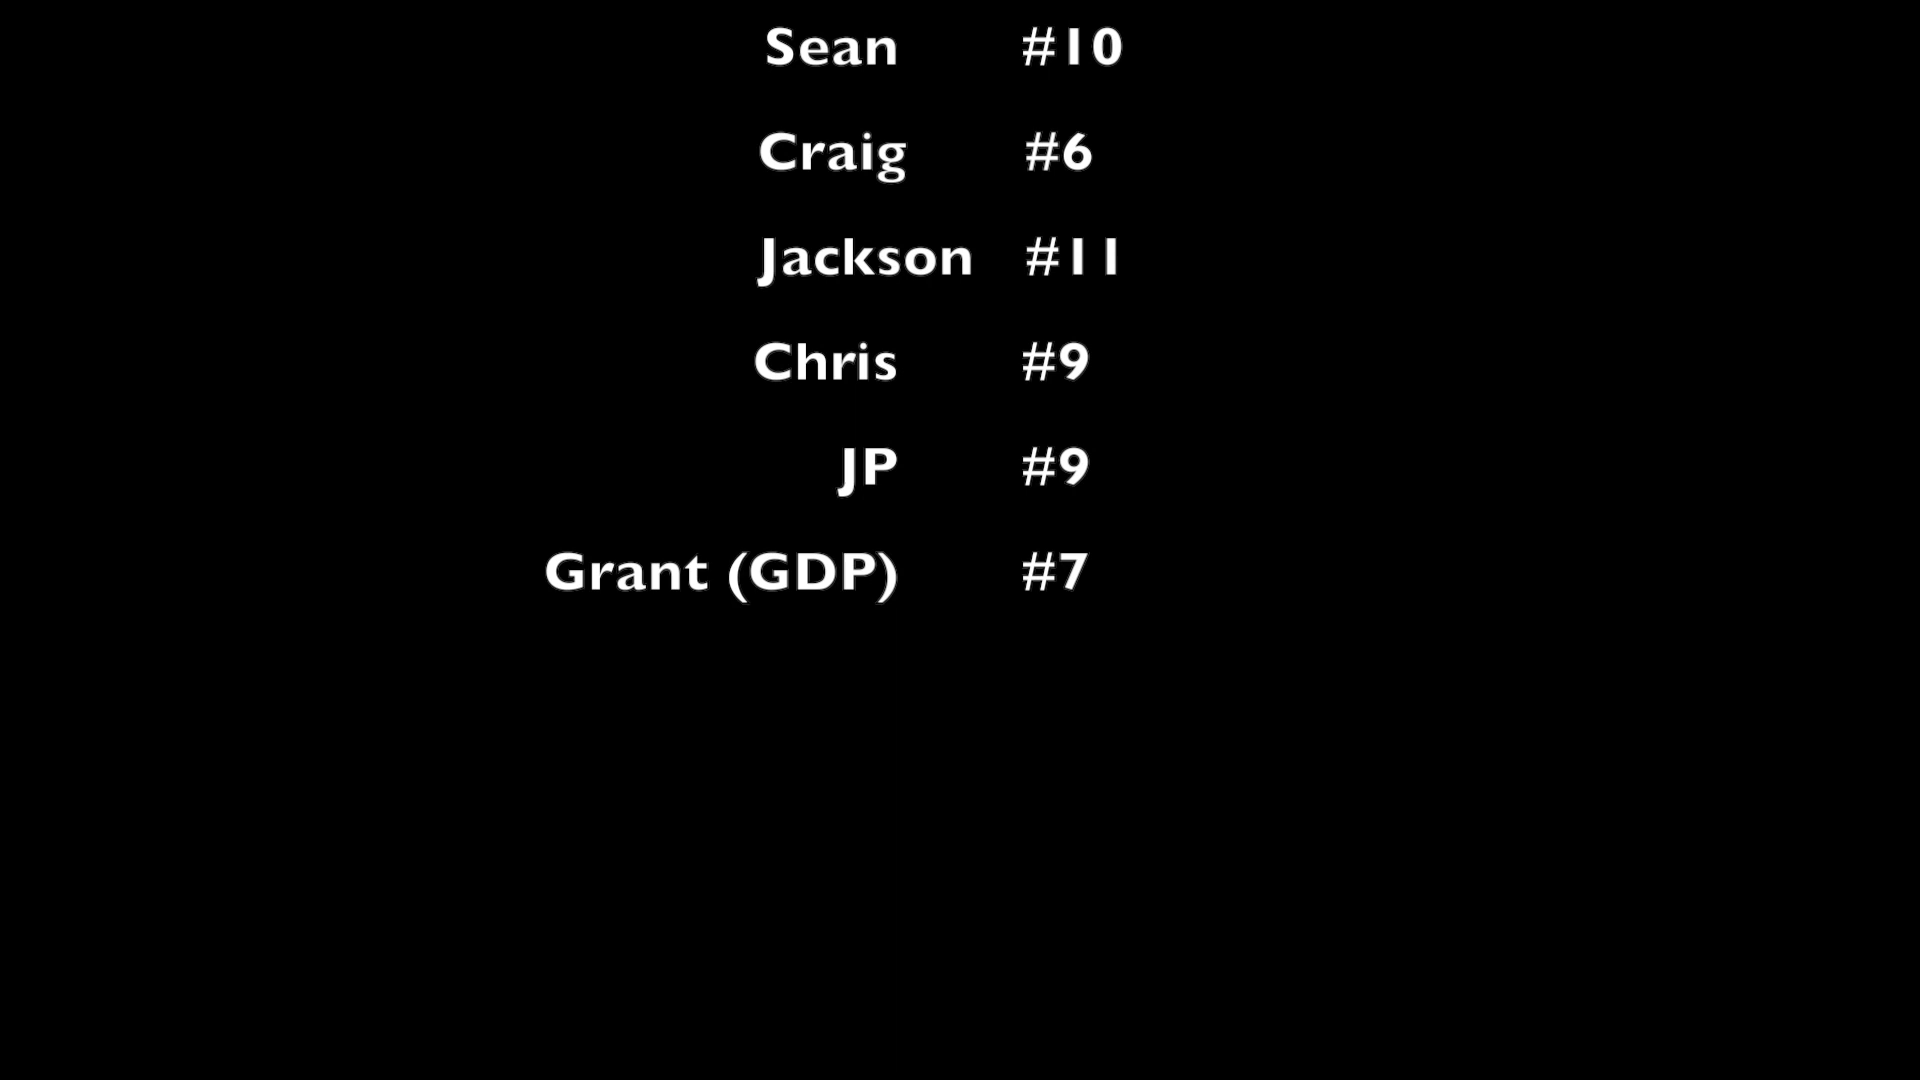 Sean #10
Craig #6
Jackson #11
Chris #9
JP #9
Grant (GDP) #7